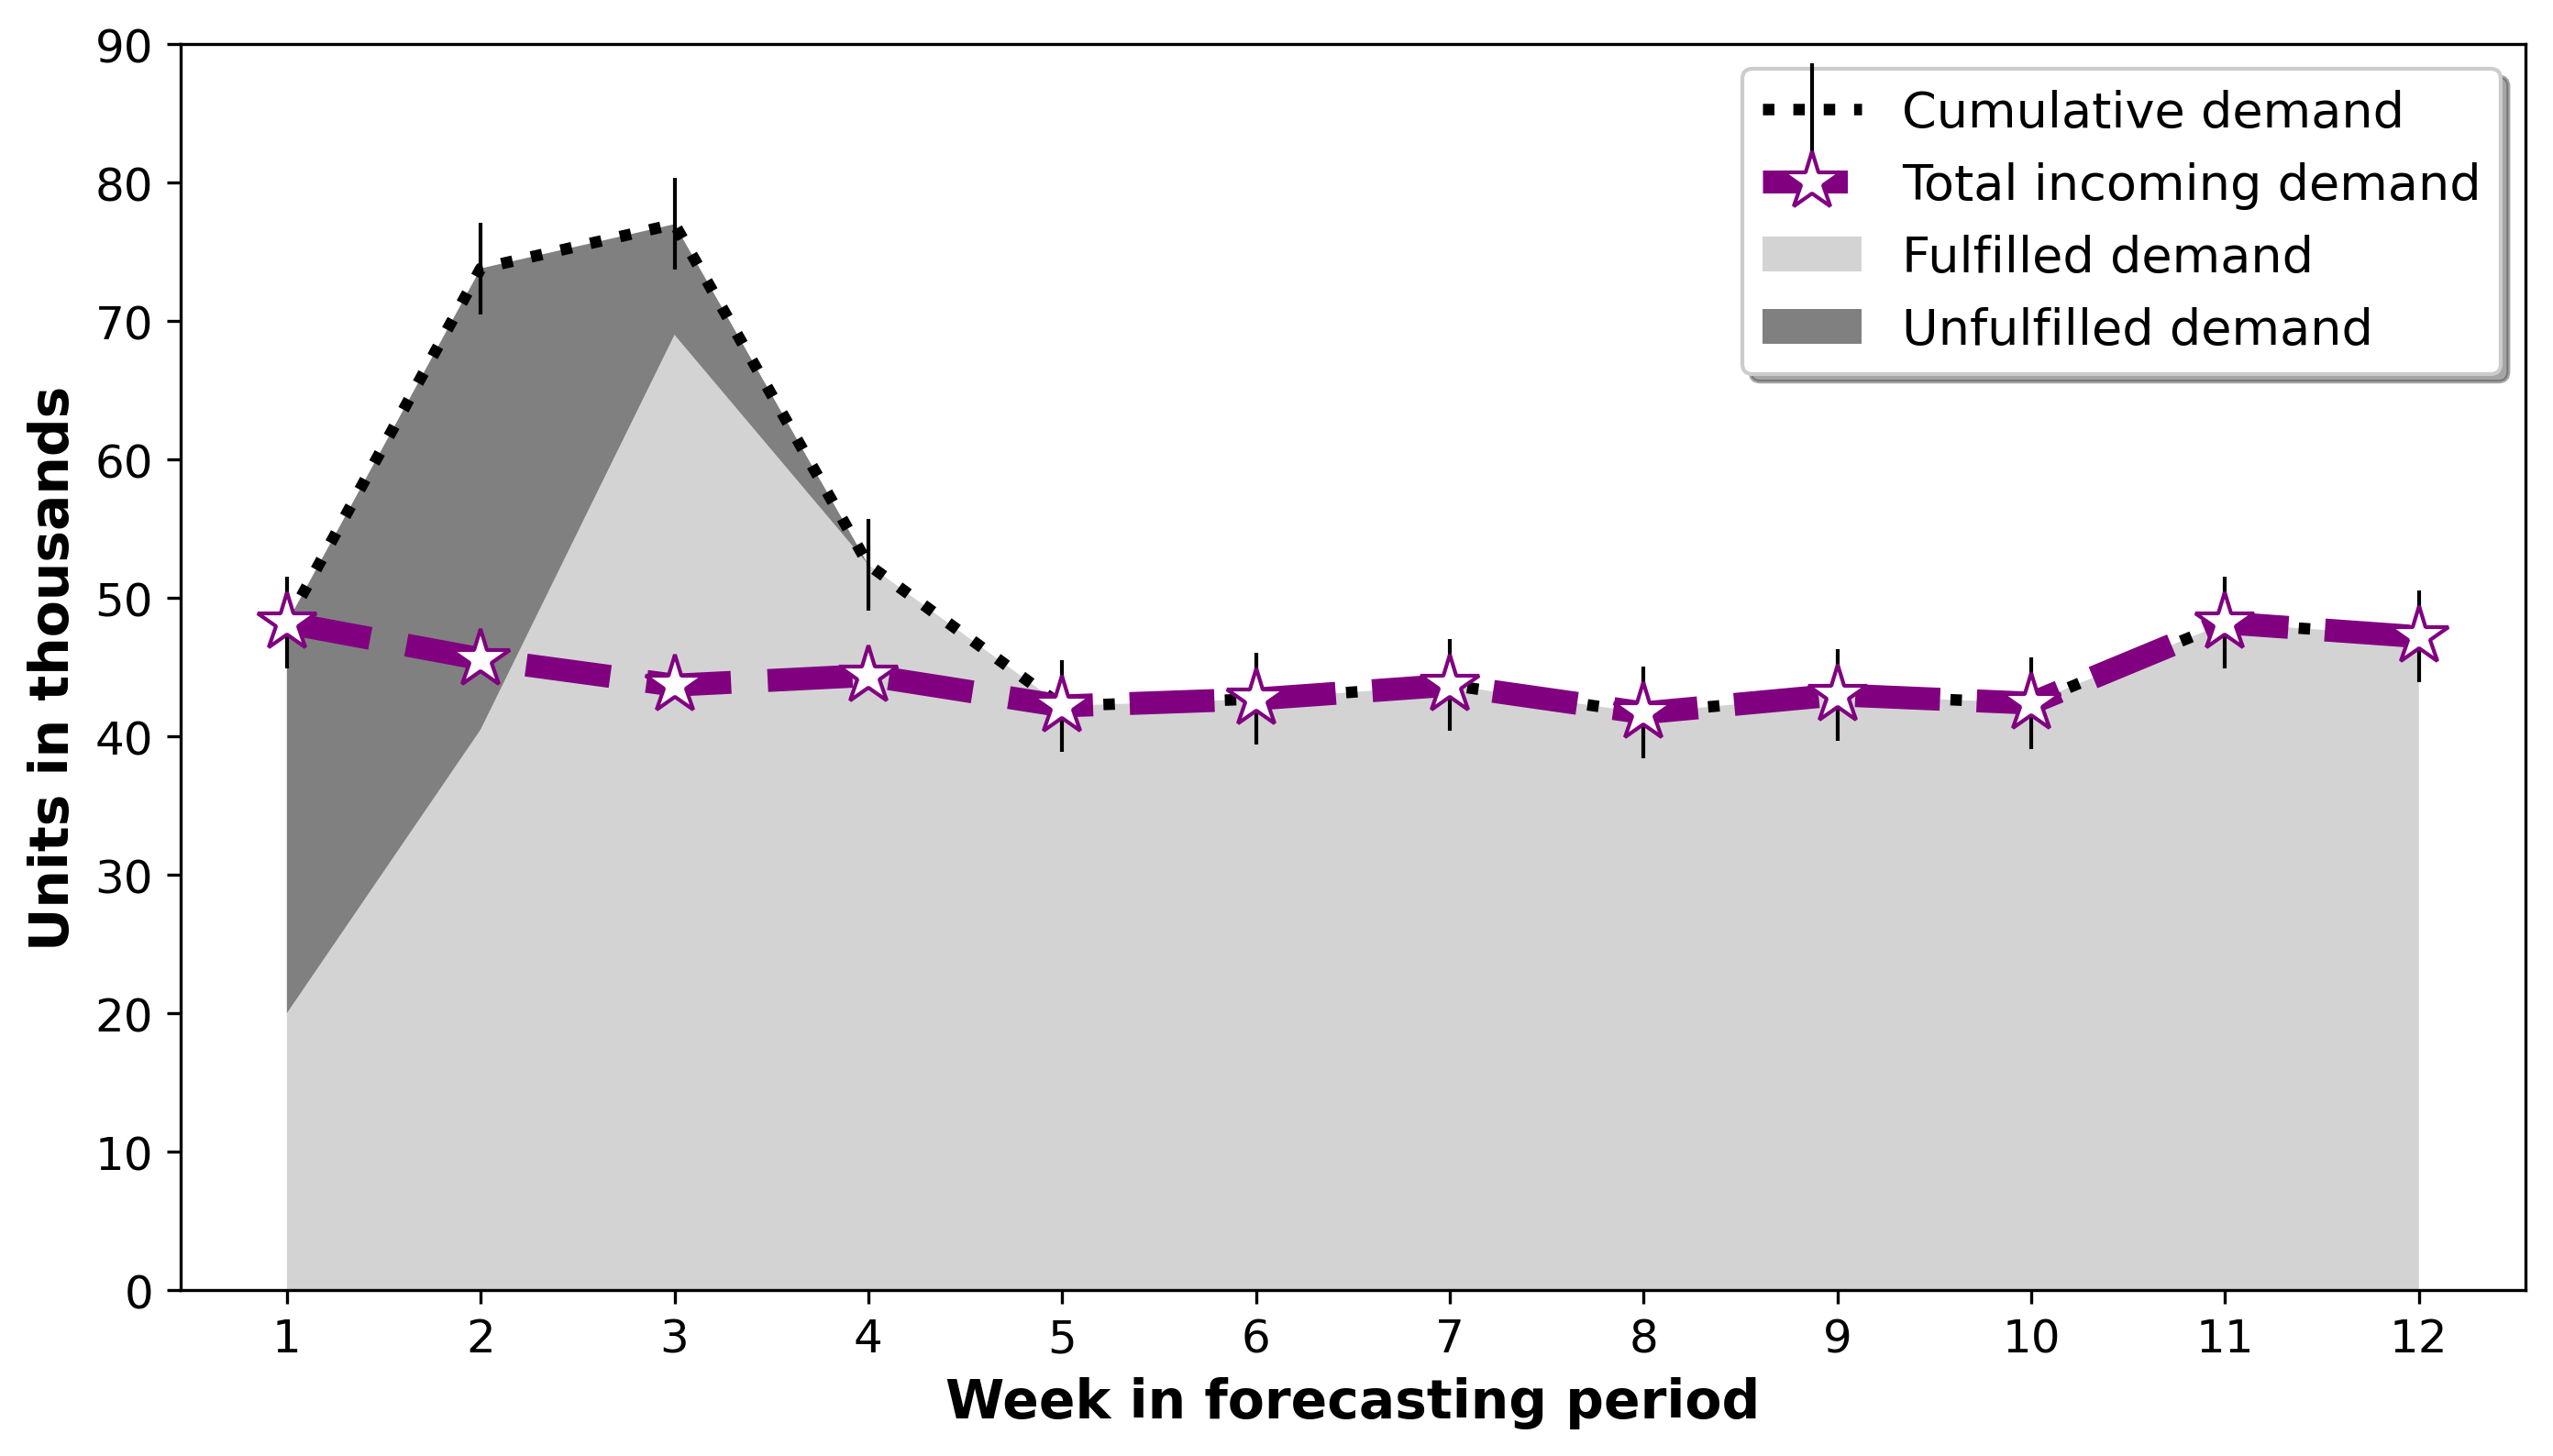 90
80
70
60
50
40
30
20
10
0
Units in thousands
Cumulative demand
Total incoming demand
Fulfilled demand
Unfulfilled demand
1 2 3 4 5 6 7 8 9 10 11 12
Week in forecasting period